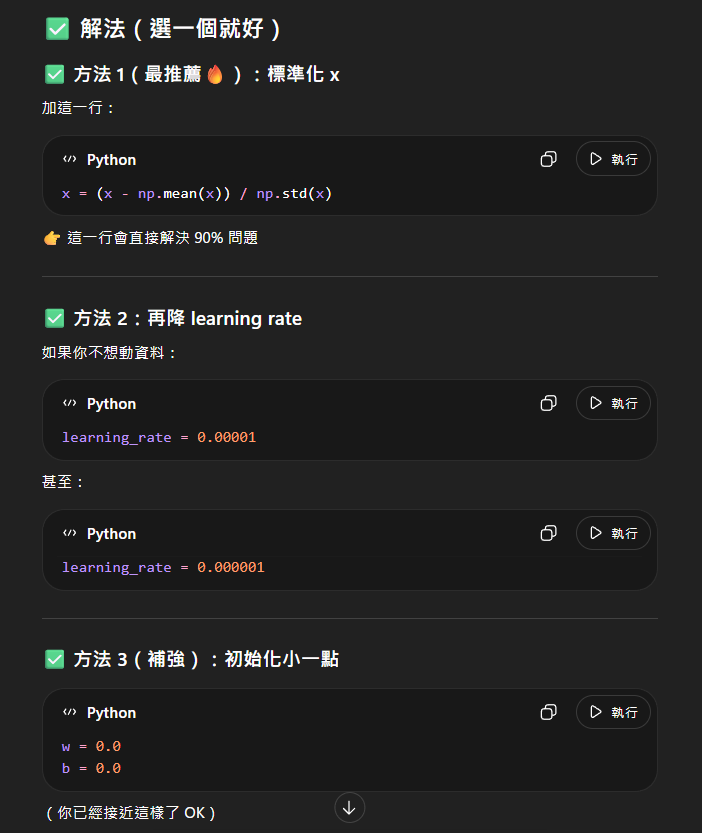 ✅ 解法（選一個就好）
✅ 方法 1（最推薦🔥）：標準化 x
加這一行：
Python
執行
x = (x - np.mean(x)) / np.std(x)
👉 這一行會直接解決 90% 問題
✅ 方法 2：再降 learning rate
如果你不想動資料：
Python
執行
learning_rate = 0.00001
甚至：
Python
執行
learning_rate = 0.000001
✅ 方法 3（補強）：初始化小一點
Python
執行
w = 0.0
b = 0.0
（你已經接近這樣了 OK）